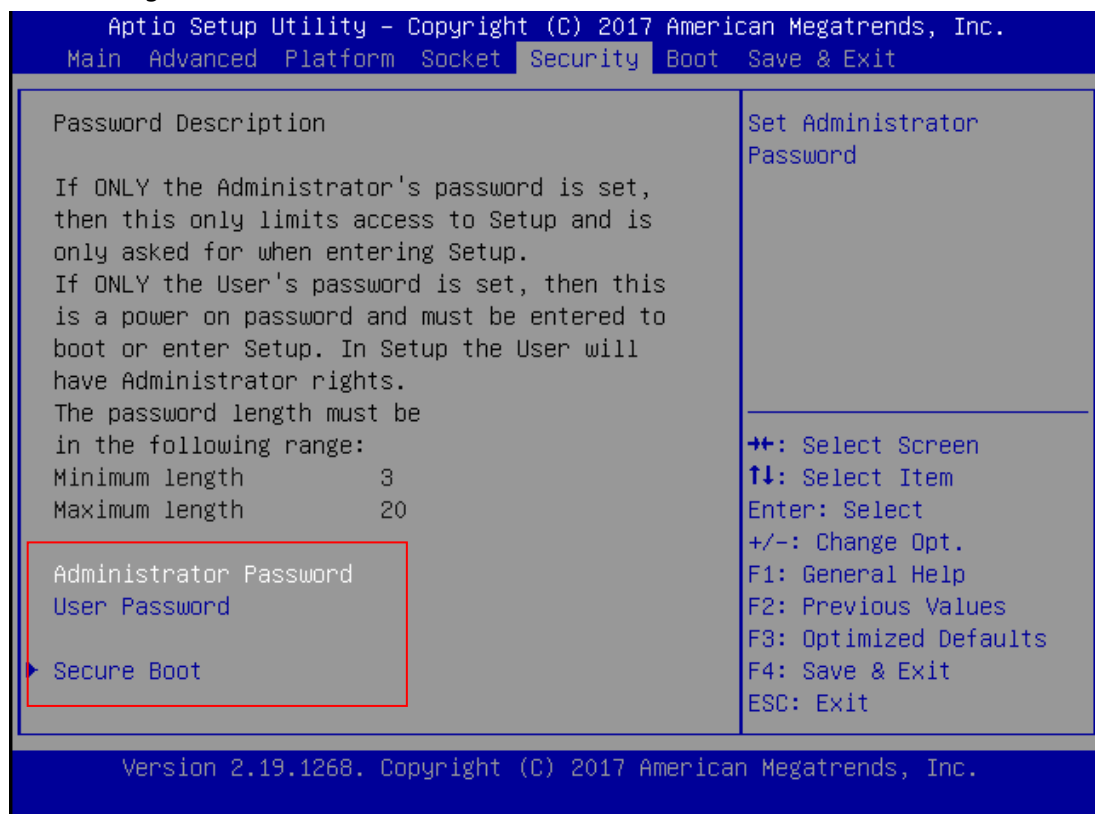 Aptio Setup Utility – Copyright (C) 2017 American Megatrends, Inc.
Main Advanced Platform Socket Security Boot Save & Exit
Password Description
If ONLY the Administrator's password is set,
then this only limits access to Setup and is
only asked for when entering Setup.
If ONLY the User's password is set, then this
is a power on password and must be entered to
boot or enter Setup. In Setup the User will
have Administrator rights.
The password length must be
in the following range:
Minimum length 3
Maximum length 20
Administrator Password
User Password
Secure Boot
Set Administrator
Password
→←: Select Screen
↑↓: Select Item
Enter: Select
+/-: Change Opt.
F1: General Help
F2: Previous Values
F3: Optimized Defaults
F4: Save & Exit
ESC: Exit
Version 2.19.1268. Copyright (C) 2017 American Megatrends, Inc.